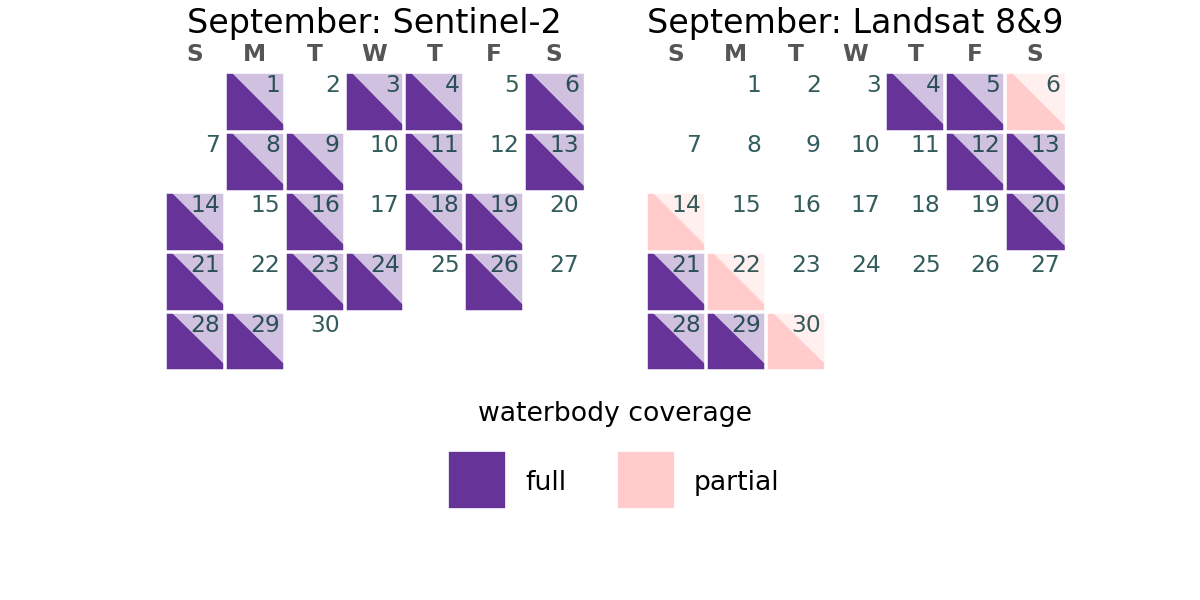 September: Sentinel-2
S M T W T F S
1 2 3 4 5 6
7 8 9 10 11 12 13
14 15 16 17 18 19 20
21 22 23 24 25 26 27
28 29 30
September: Landsat 8&9
S M T W T F S
1 2 3 4 5 6
7 8 9 10 11 12 13
14 15 16 17 18 19 20
21 22 23 24 25 26 27
28 29 30
waterbody coverage
full partial